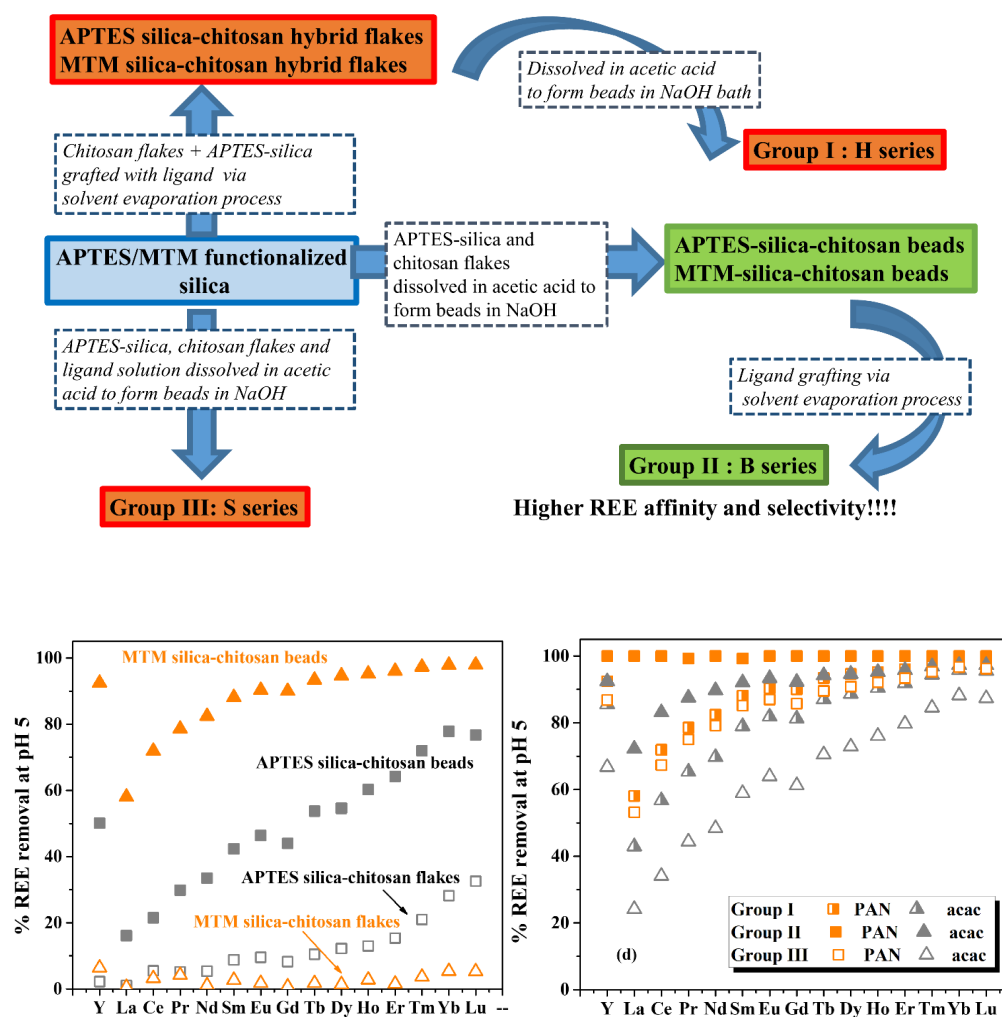 APTES silica-chitosan hybrid flakes
MTM silica-chitosan hybrid flakes
Dissolved in acetic acid
to form beads in NaOH bath
Group I : H series
Chitosan flakes + APTES-silica
grafted with ligand via
solvent evaporation process
APTES/MTM functionalized
silica
APTES-silica and
chitosan flakes
dissolved in acetic acid to
form beads in NaOH
APTES-silica-chitosan beads
MTM-silica-chitosan beads
APTES-silica, chitosan flakes and
ligand solution dissolved in acetic
acid to form beads in NaOH
Ligand grafting via
solvent evaporation process
Group II : B series
Group III: S series
Higher REE affinity and selectivity!!!!
% REE removal at pH 5
100
80
60
40
20
0
MTM silica-chitosan beads
APTES silica-chitosan beads
APTES silica-chitosan flakes
MTM silica-chitosan flakes
Y La Ce Pr Nd Sm Eu Gd Tb Dy Ho Er Tm Yb Lu --
% REE removal at pH 5
100
80
60
40
20
0
Group I PAN acac
Group II PAN acac
Group III PAN acac
(d)
Y La Ce Pr Nd Sm Eu Gd Tb Dy Ho Er Tm Yb Lu